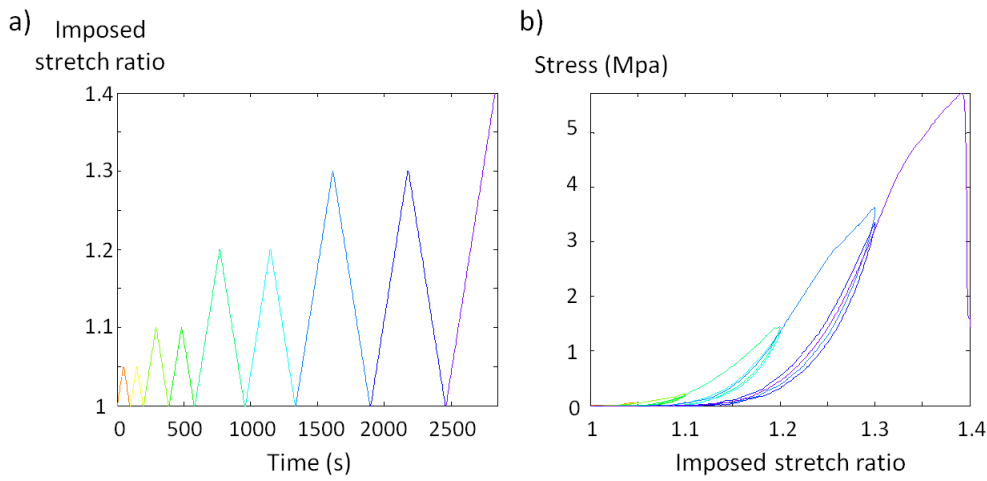 a)
Imposed
stretch ratio
1.4
1.3
1.2
1.1
1
0 500 1000 1500 2000 2500
Time (s)
b)
Stress (Mpa)
5
4
3
2
1
0
1 1.1 1.2 1.3 1.4
Imposed stretch ratio